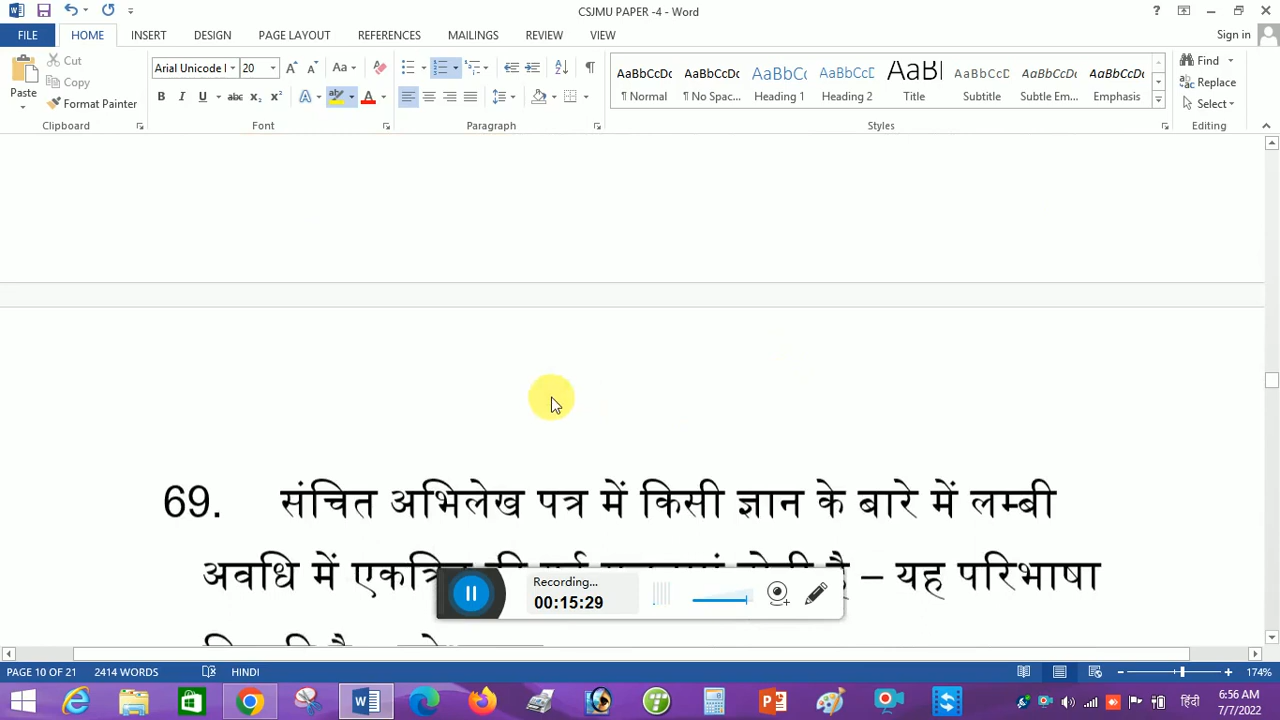 CSJMU PAPER -4 - Word
FILE HOME INSERT DESIGN PAGE LAYOUT REFERENCES MAILINGS REVIEW VIEW Sign in
Cut
Copy
Paste
Format Painter
Arial Unicode 20
AaBbCcDc AaBbCcDc AaBbCc AaBbCc AaBb AaBbCcD AaBbCcDc AaBbCcDc
¶ Normal ¶ No Spac... Heading 1 Heading 2 Title Subtitle Subtle Em... Emphasis
Find
Replace
Select
Clipboard Font Paragraph Styles Editing
69. संचित अभिलेख पत्र में किसी ज्ञान के बारे में लम्बी
अवधि में – यह परिभाषा
Recording...
00:15:29
PAGE 10 OF 21 2414 WORDS HINDI 174%
हिंदी
6:56 AM
7/7/2022